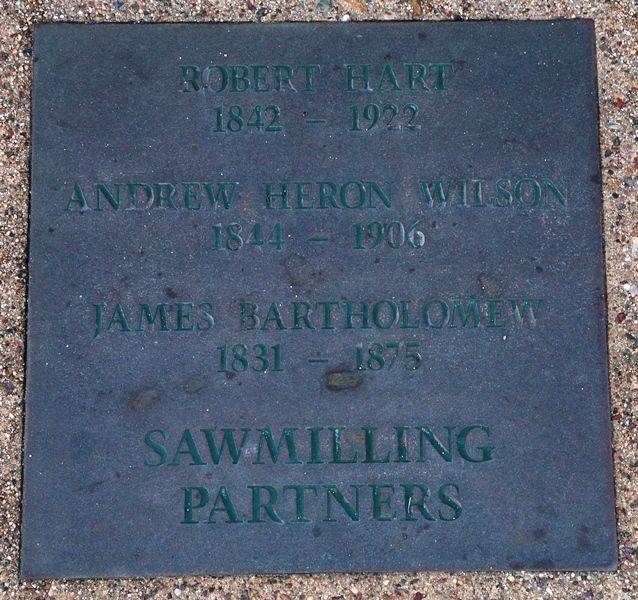 ROBERT HART
1842 – 1922
ANDREW HERON WILSON
1844 – 1906
JAMES BARTHOLOMEW
1831 – 1875
SAWMILLING
PARTNERS